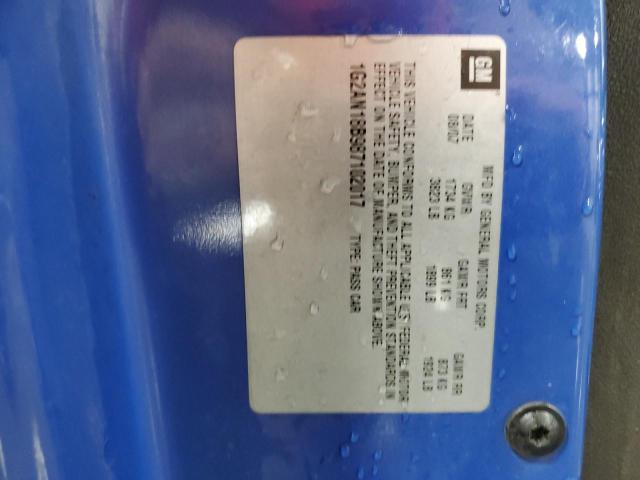 GM
MFD BY GENERAL MOTORS CORP.
DATE GVWR GAWR FRT GAWR RR
08/07 1734 KG 861 KG 873 KG
3823 LB 1899 LB 1924 LB
THIS VEHICLE CONFORMS TO ALL APPLICABLE U.S. FEDERAL MOTOR
VEHICLE SAFETY, BUMPER, AND THEFT PREVENTION STANDARDS IN
EFFECT ON THE DATE OF MANUFACTURE SHOWN ABOVE.
1G2AN18B987102017 TYPE: PASS CAR